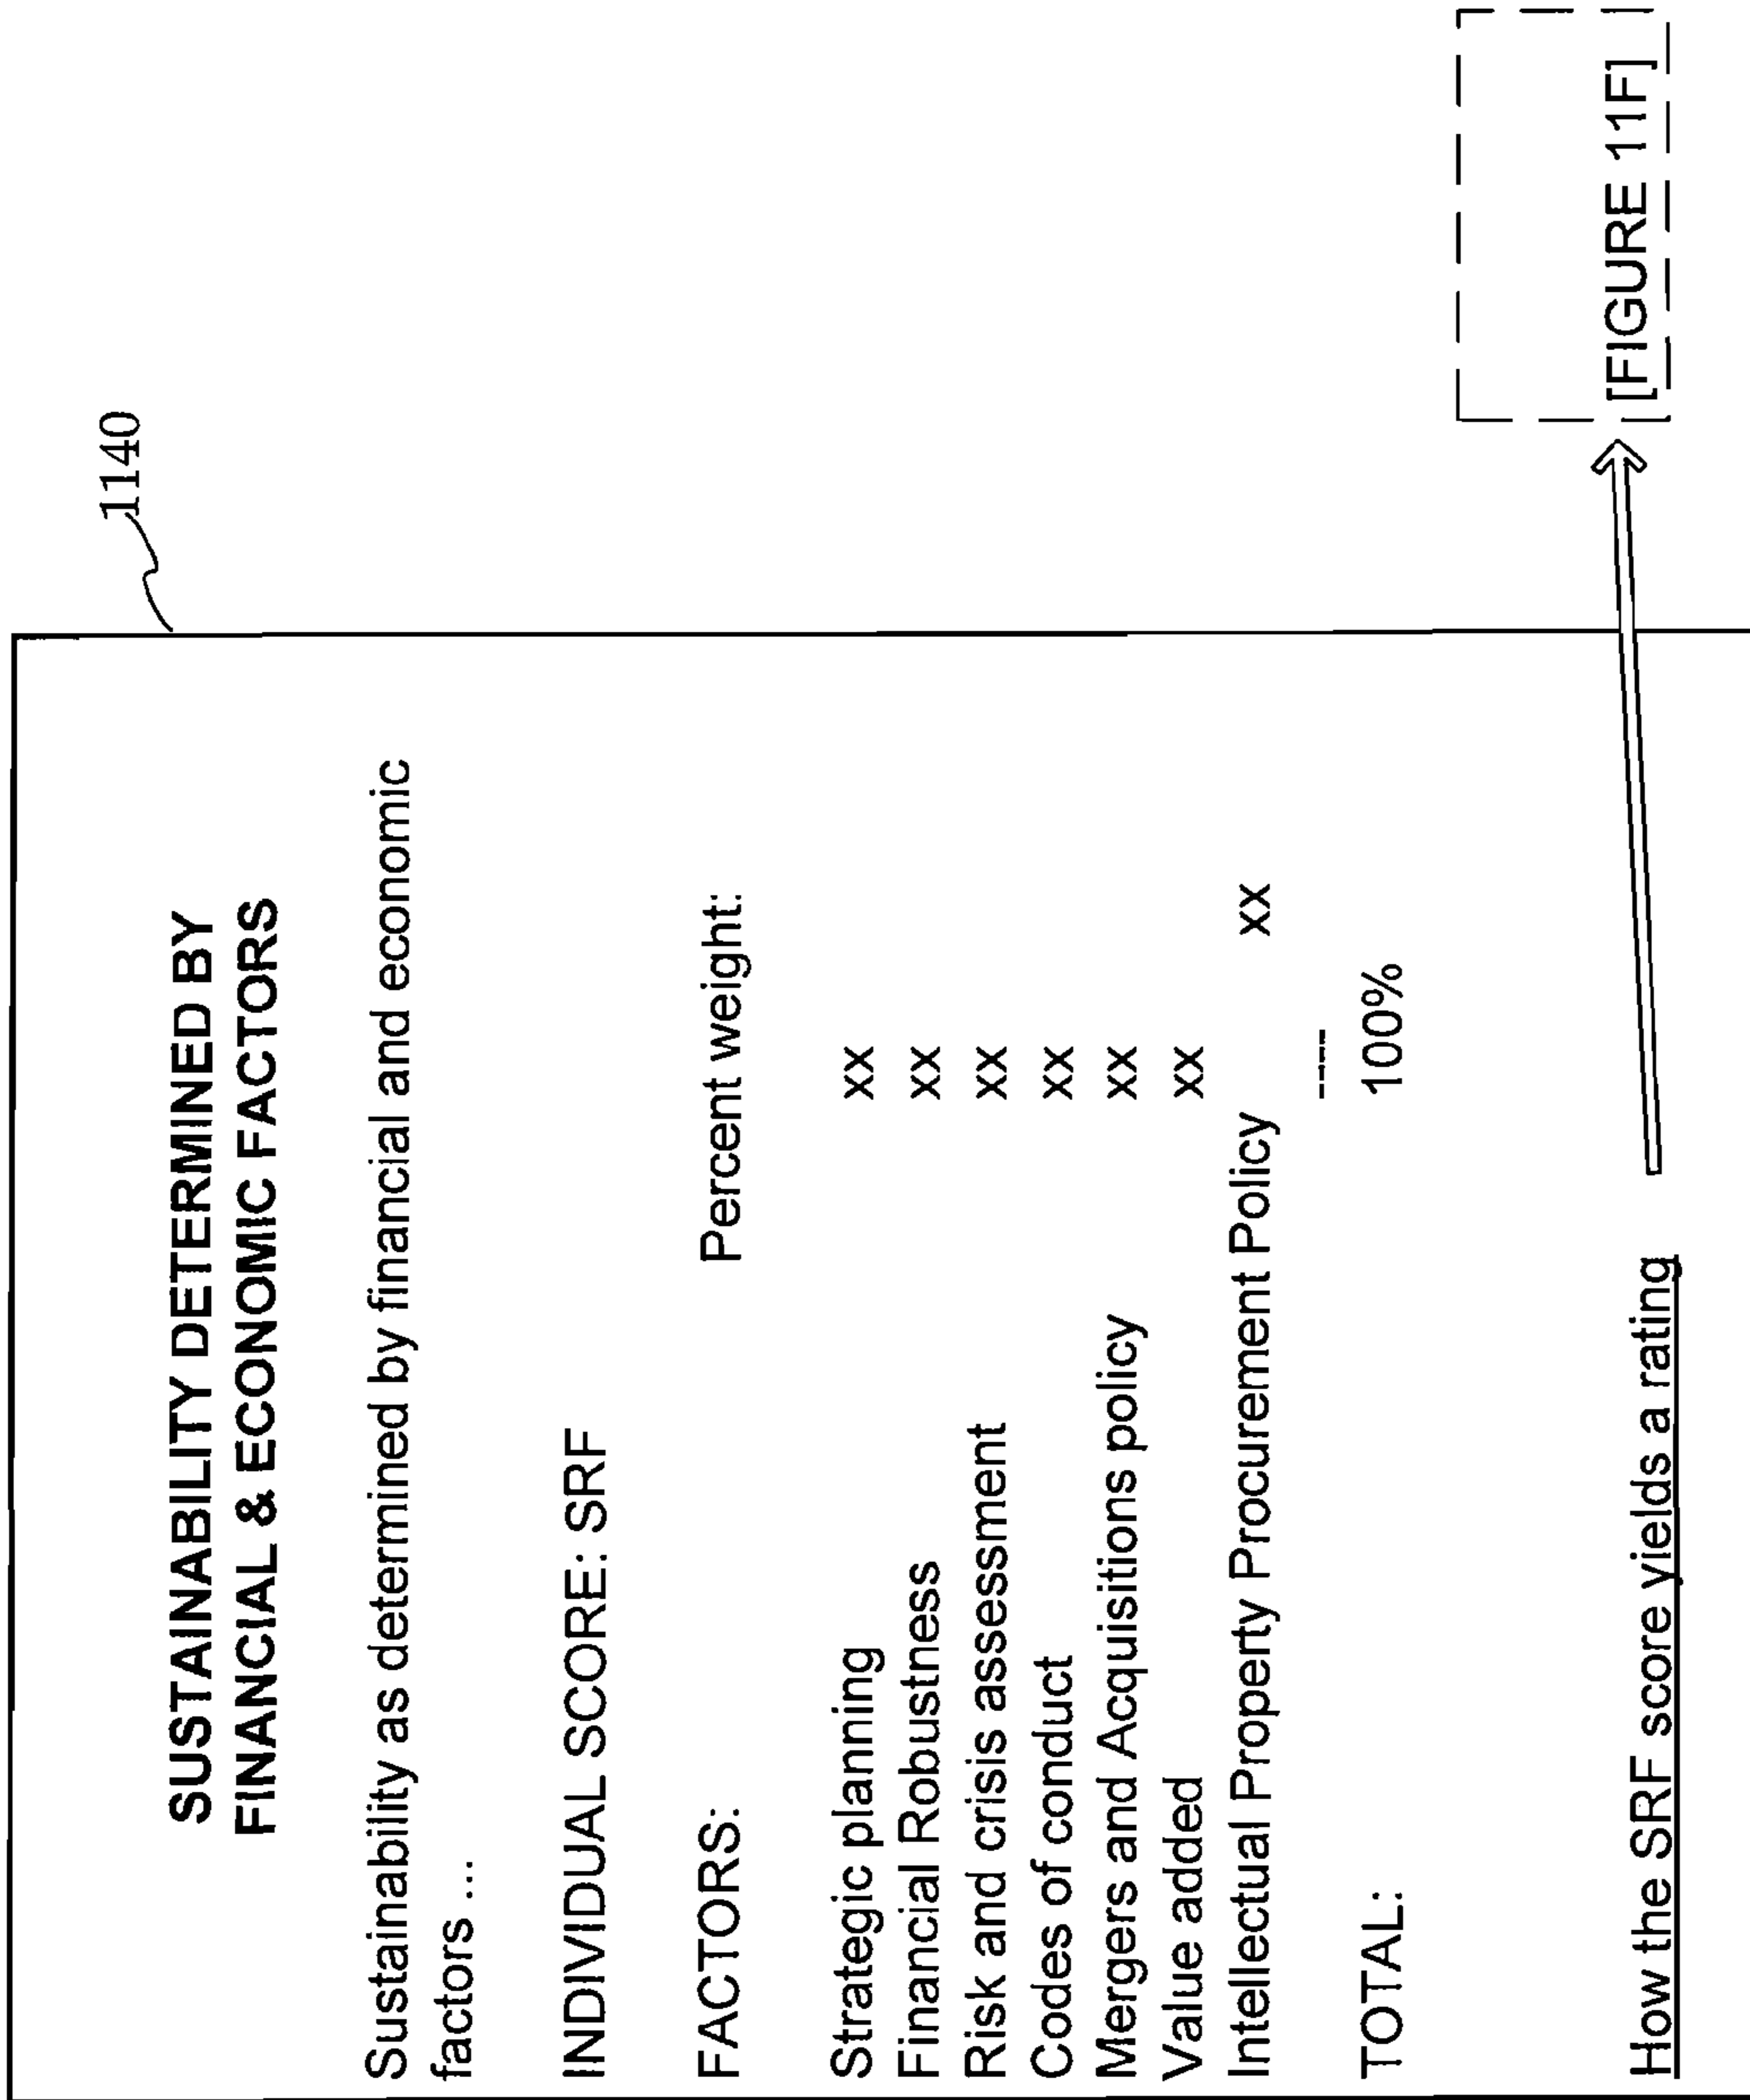 1140
SUSTAINABILITY DETERMINED BY
FINANCIAL & ECONOMIC FACTORS
Sustainability as determined by financial and economic
factors ...
INDIVIDUAL SCORE: SRF
FACTORS: Percent weight:
Strategic planning xx
Financial Robustness xx
Risk and crisis assessment xx
Codes of conduct xx
Mergers and Acquisitions policy xx
Value added xx
Intellectual Property Procurement Policy xx
----
TOTAL: 100%
How the SRF score yields a rating
[FIGURE 11F]